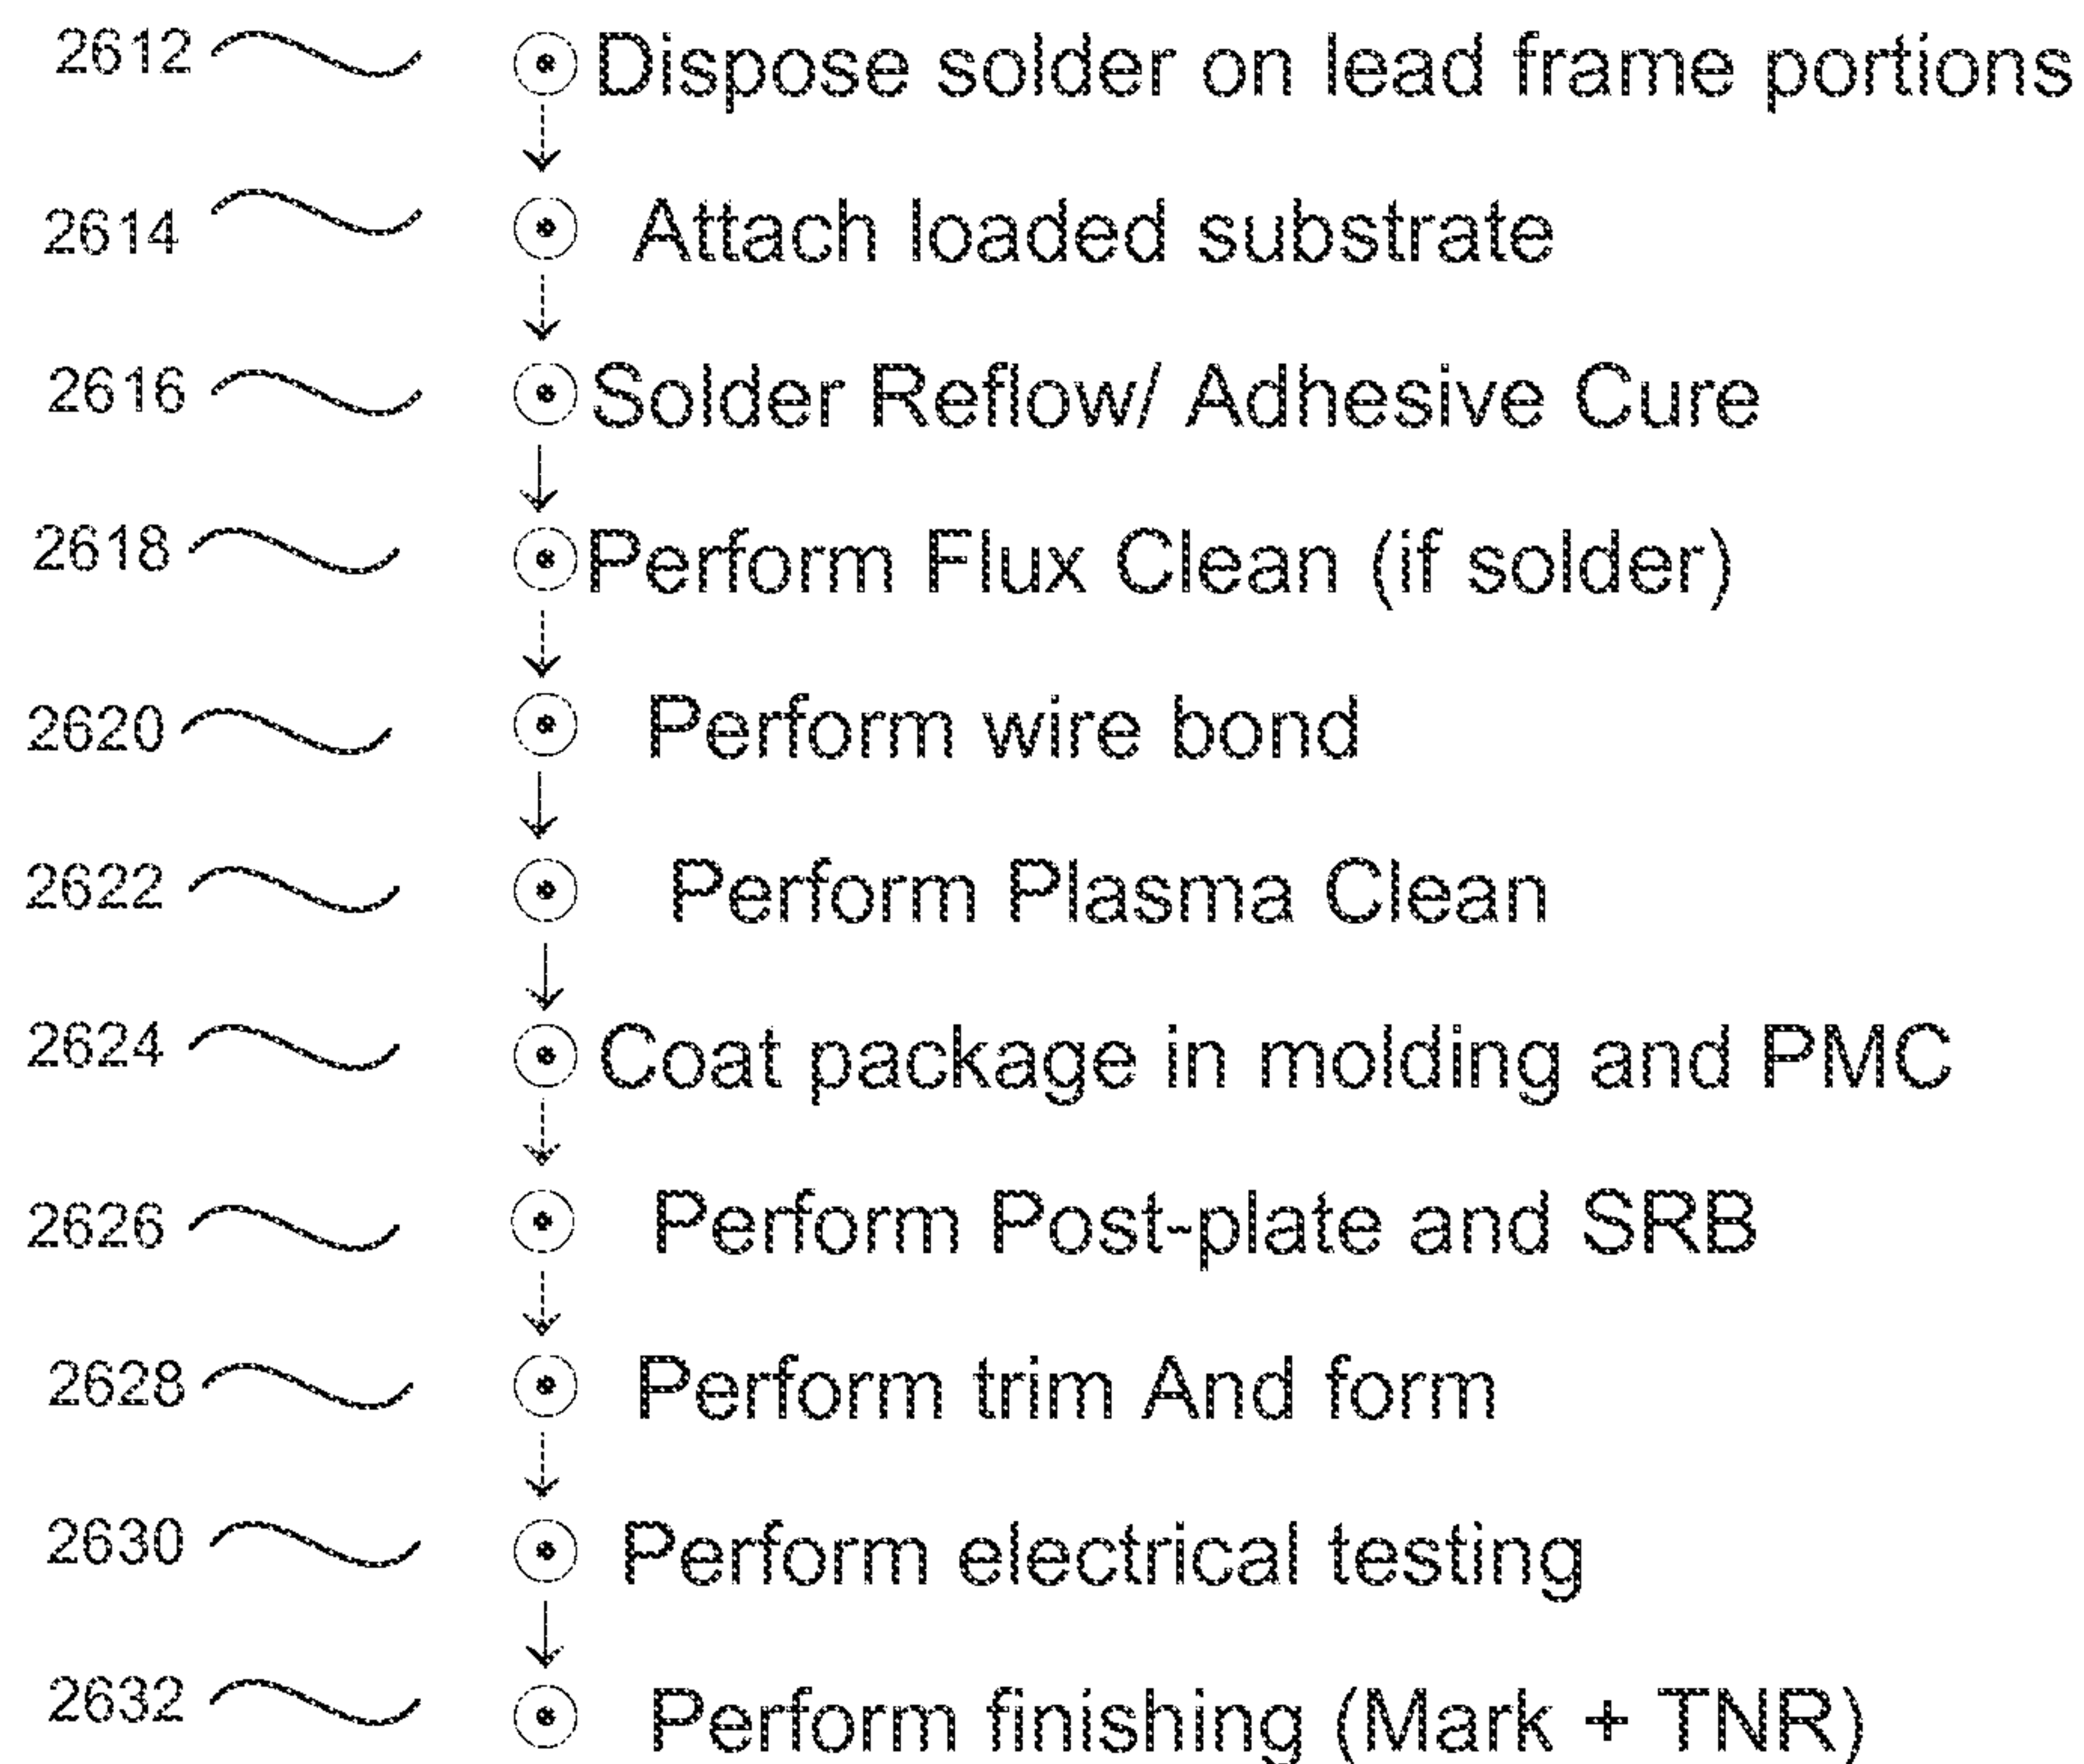 2612 Dispose solder on lead frame portions
2614 Attach loaded substrate
2616 Solder Reflow/ Adhesive Cure
2618 Perform Flux Clean (if solder)
2620 Perform wire bond
2622 Perform Plasma Clean
2624 Coat package in molding and PMC
2626 Perform Post-plate and SRB
2628 Perform trim And form
2630 Perform electrical testing
2632 Perform finishing (Mark + TNR)